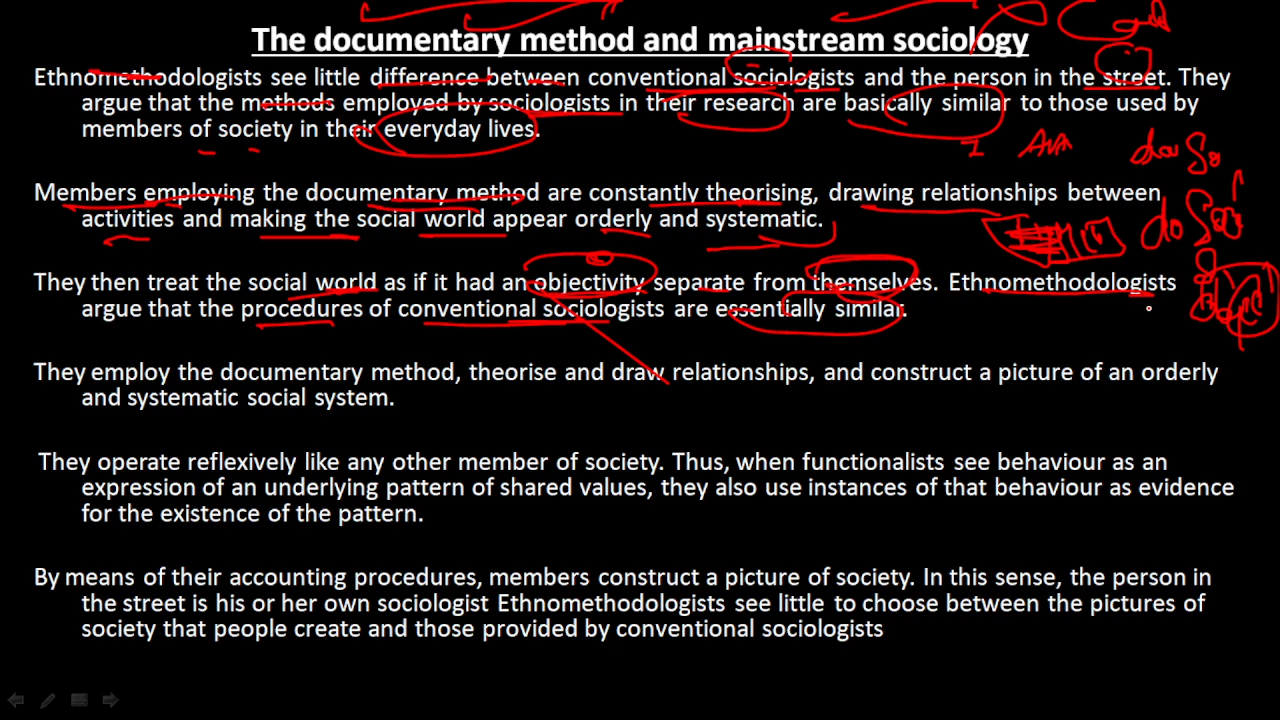 The documentary method and mainstream sociology
Ethnomethodologists see little difference between conventional sociologists and the person in the street. They
argue that the methods employed by sociologists in their research are basically similar to those used by
members of society in their everyday lives.
Members employing the documentary method are constantly theorising, drawing relationships between
activities and making the social world appear orderly and systematic.
They then treat the social world as if it had an objectivity separate from themselves. Ethnomethodologists
argue that the procedures of conventional sociologists are essentially similar.
They employ the documentary method, theorise and draw relationships, and construct a picture of an orderly
and systematic social system.
They operate reflexively like any other member of society. Thus, when functionalists see behaviour as an
expression of an underlying pattern of shared values, they also use instances of that behaviour as evidence
for the existence of the pattern.
By means of their accounting procedures, members construct a picture of society. In this sense, the person in
the street is his or her own sociologist Ethnomethodologists see little to choose between the pictures of
society that people create and those provided by conventional sociologists